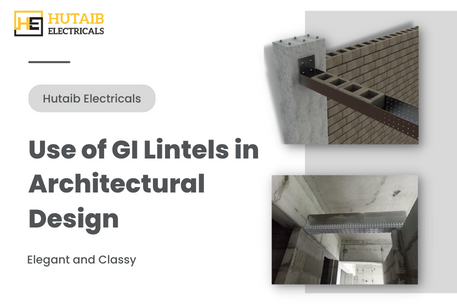 HUTAIB
ELECTRICALS
Hutaib Electricals
Use of GI Lintels in
Architectural
Design
Elegant and Classy